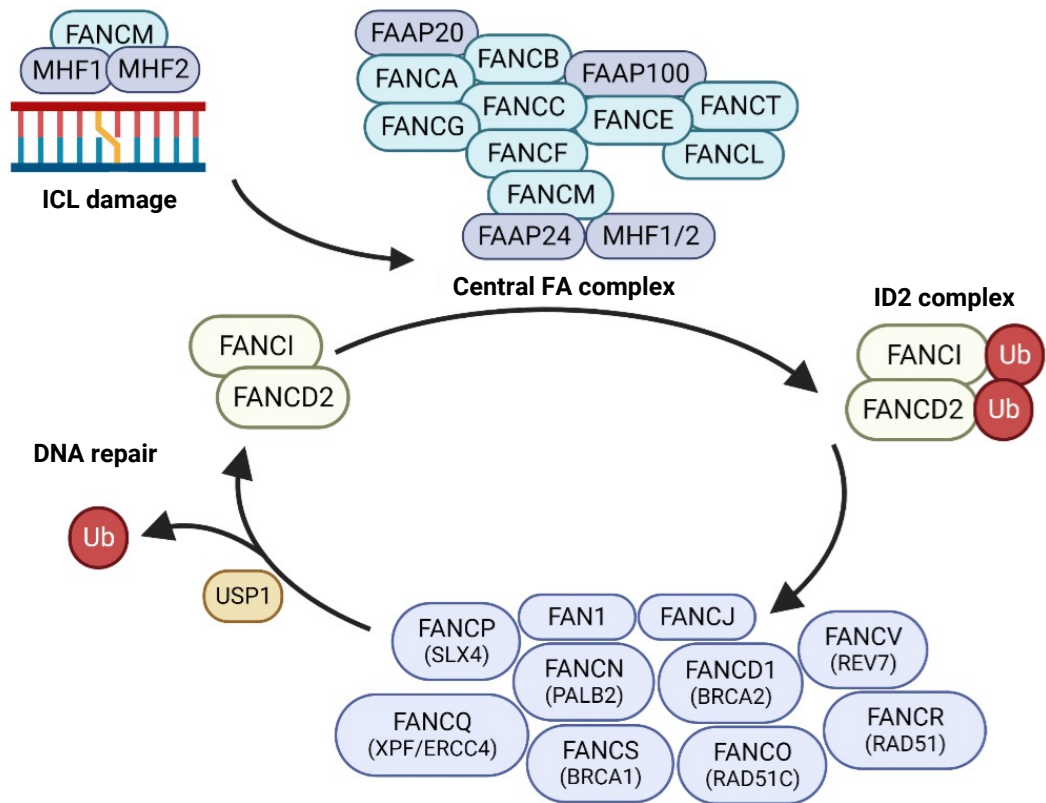 FANCM
MHF1 MHF2
ICL damage
FAAP20
FANCB
FANCA
FAAP100
FANCC
FANCT
FANCG
FANCE
FANCF
FANCL
FANCM
FAAP24 MHF1/2
Central FA complex
ID2 complex
FANCI
FANCD2
FANCI Ub
FANCD2 Ub
DNA repair
Ub
USP1
FANCP
(SLX4)
FAN1
FANCJ
FANCV
(REV7)
FANCN
(PALB2)
FANCD1
(BRCA2)
FANCQ
(XPF/ERCC4)
FANCR
(RAD51)
FANCS
(BRCA1)
FANCO
(RAD51C)